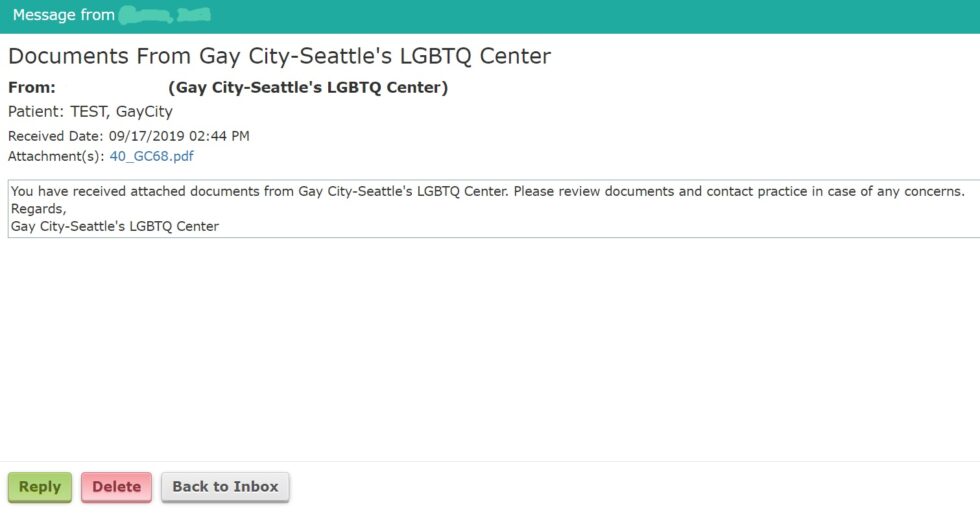 Message from
Documents From Gay City-Seattle's LGBTQ Center
From: (Gay City-Seattle's LGBTQ Center)
Patient: TEST, GayCity
Received Date: 09/17/2019 02:44 PM
Attachment(s): 40_GC68.pdf
You have received attached documents from Gay City-Seattle's LGBTQ Center. Please review documents and contact practice in case of any concerns.
Regards,
Gay City-Seattle's LGBTQ Center
Reply Delete Back to Inbox